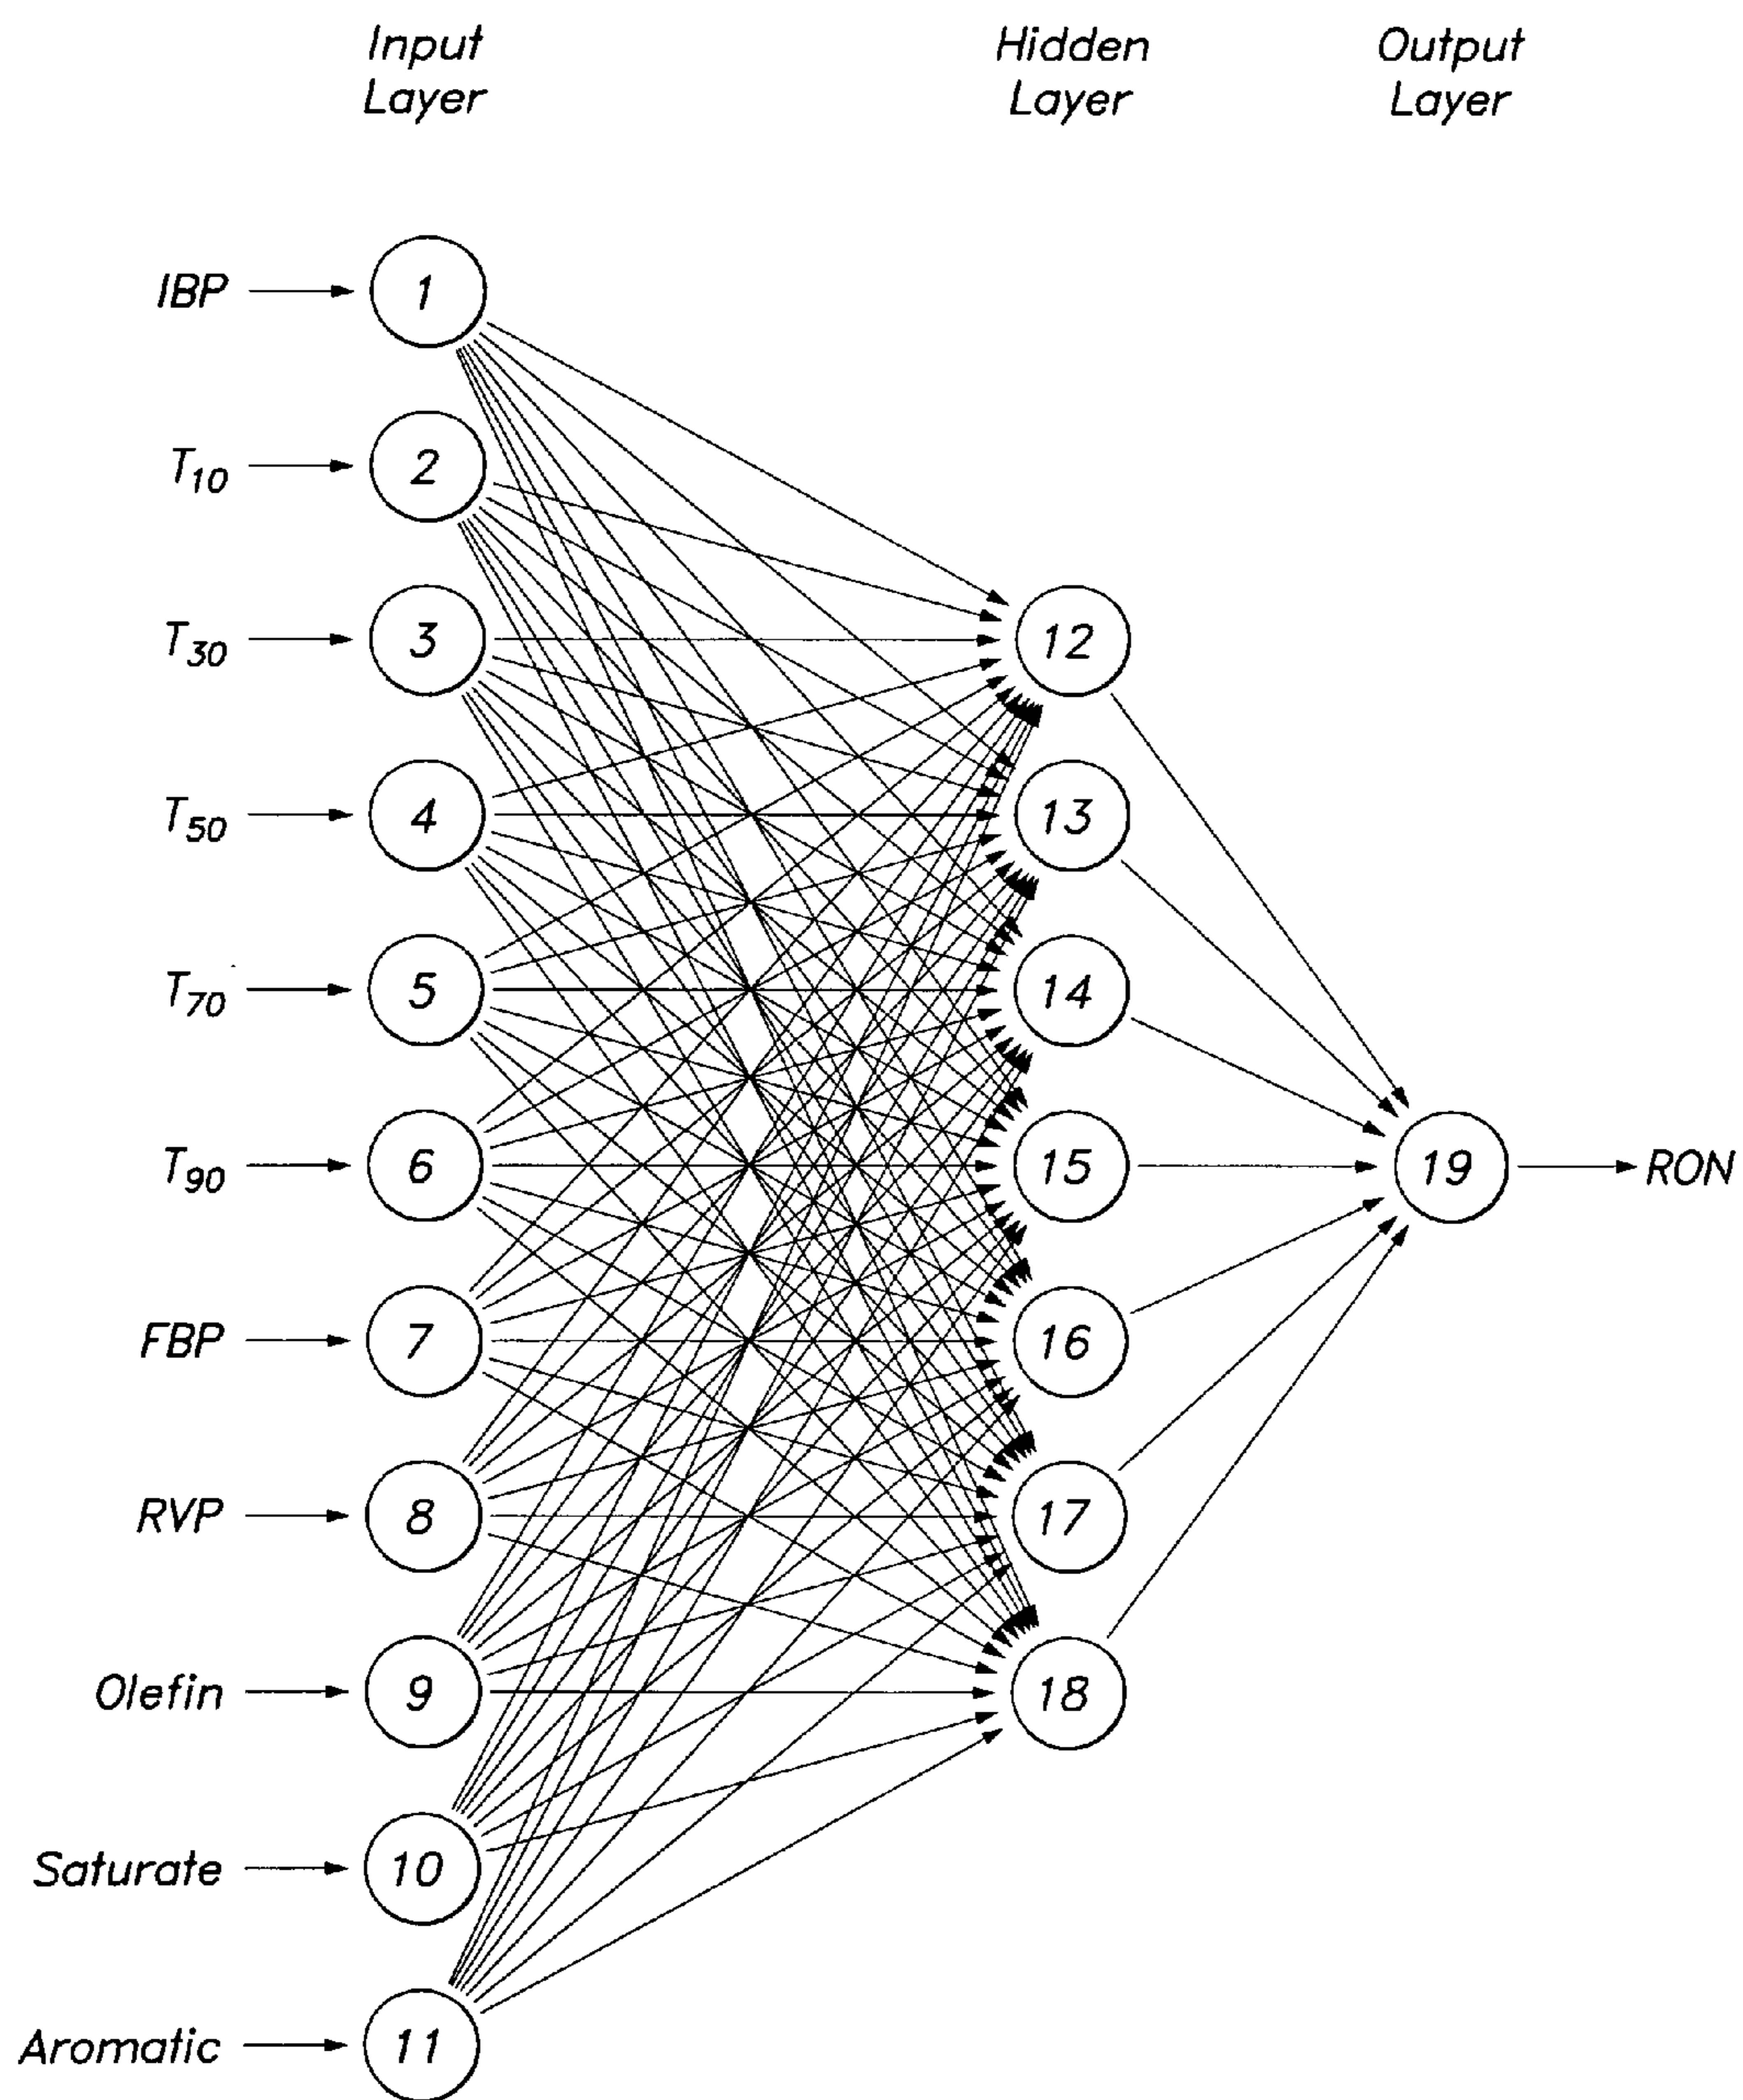 Input
Layer
Hidden
Layer
Output
Layer
IBP
1
T10
2
T30
3
12
T50
4
13
T70
5
14
T90
6
15
19
RON
FBP
7
16
RVP
8
17
Olefin
9
18
Saturate
10
Aromatic
11